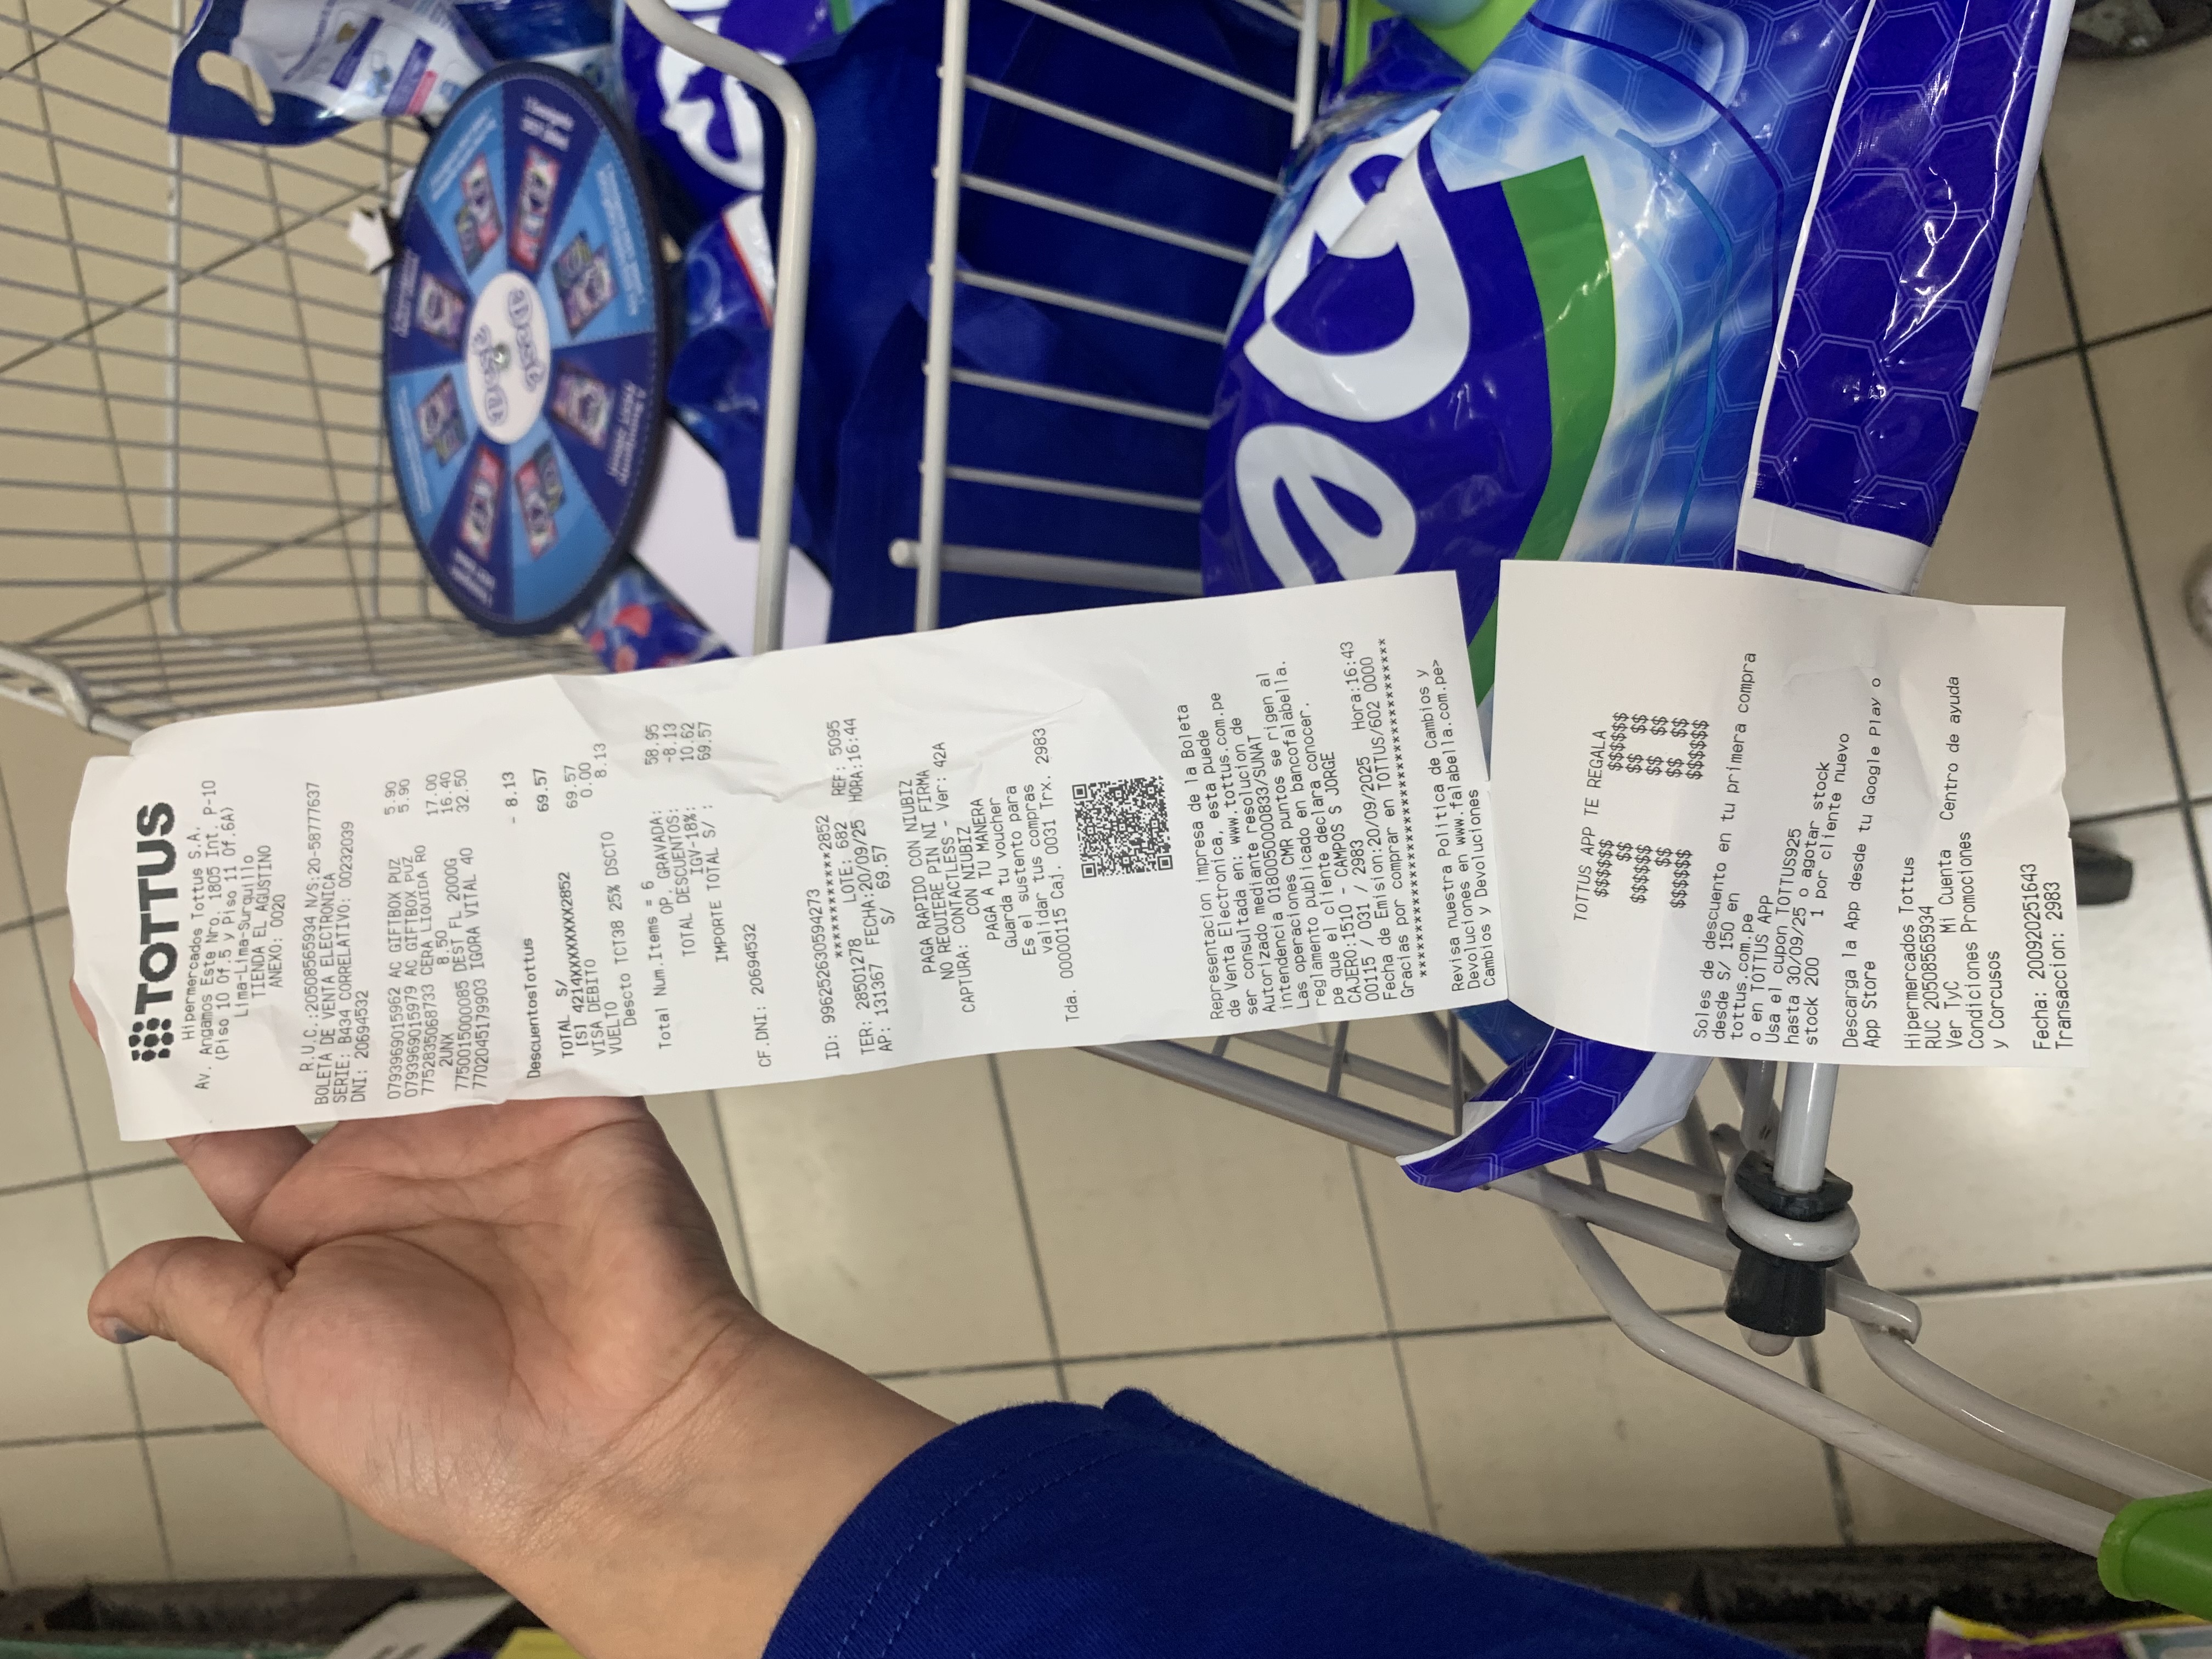 TOTTUS
Hipermercados Tottus S.A.
Av. Angamos Este Nro. 1805 Int. P-10
(Piso 10 Of.5 y Piso 11 Of.6A)
Lima-Lima-Surquillo
TIENDA EL AGUSTINO
ANEXO: 0020
R.U.C.:20508565934 N/S:20-58777637
BOLETA DE VENTA ELECTRONICA
SERIE: B434 CORRELATIVO: 00232039
DNI: 20694532
0793969015962 AC GIFTBOX PUZ 5.90
0793969015979 AC GIFTBOX PUZ 5.90
7752835068733 CERA LIQUIDA RO
2UNX 8.50 17.00
7750015000085 DEST FL 2000G 16.40
7702045179903 IGORA VITAL 40 32.50
DescuentosTottus - 8.13
TOTAL S/ 69.57
[S] 4214XXXXXXXX2852
VISA DEBITO 69.57
VUELTO 0.00
Descto TCT38 25% DSCTO 8.13
Total Num.Items = 6
OP. GRAVADA: 58.95
TOTAL DESCUENTOS: -8.13
IGV-18%: 10.62
IMPORTE TOTAL S/ : 69.57
CF.DNI: 20694532
ID: 996252630594273
************2852
TER: 28501278 LOTE: 682 REF: 5095
AP: 131367 FECHA:20/09/25 HORA:16:44
S/ 69.57
PAGA RAPIDO CON NIUBIZ
NO REQUIERE PIN NI FIRMA
CAPTURA: CONTACTLESS - Ver: 42A
CON NIUBIZ
PAGA A TU MANERA
Guarda tu voucher
Es el sustento para
validar tus compras
Tda. 00000115 Caj. 0031 Trx. 2983
Representacion impresa de la Boleta
de Venta Electronica, esta puede
ser consultada en: www.tottus.com.pe
Autorizado mediante resolucion de
intendencia 0180050000833/SUNAT
Las operaciones CMR puntos se rigen al
reglamento publicado en bancofalabella.
pe que el cliente declara conocer.
CAJERO:1510 - CAMPOS S JORGE
00115 / 031 / 2983
Fecha de Emision:20/09/2025 Hora:16:43
Gracias por comprar en TOTTUS/602 0000
**************************************
Revisa nuestra Politica de Cambios y
Devoluciones en www.falabella.com.pe>
Cambios y Devoluciones
TOTTUS APP TE REGALA
30
Soles de descuento en tu primera compra
desde S/ 150 en
tottus.com.pe
o en TOTTUS APP
Usa el cupon TOTTUS925
hasta 30/09/25 o agotar stock
stock 200 1 por cliente nuevo
Descarga la App desde tu Google Play o
App Store
Hipermercados Tottus
RUC 20508565934
Ver TyC Mi Cuenta Centro de ayuda
Condiciones Promociones
y Corcusos
Fecha: 200920251643
Transaccion: 2983
De